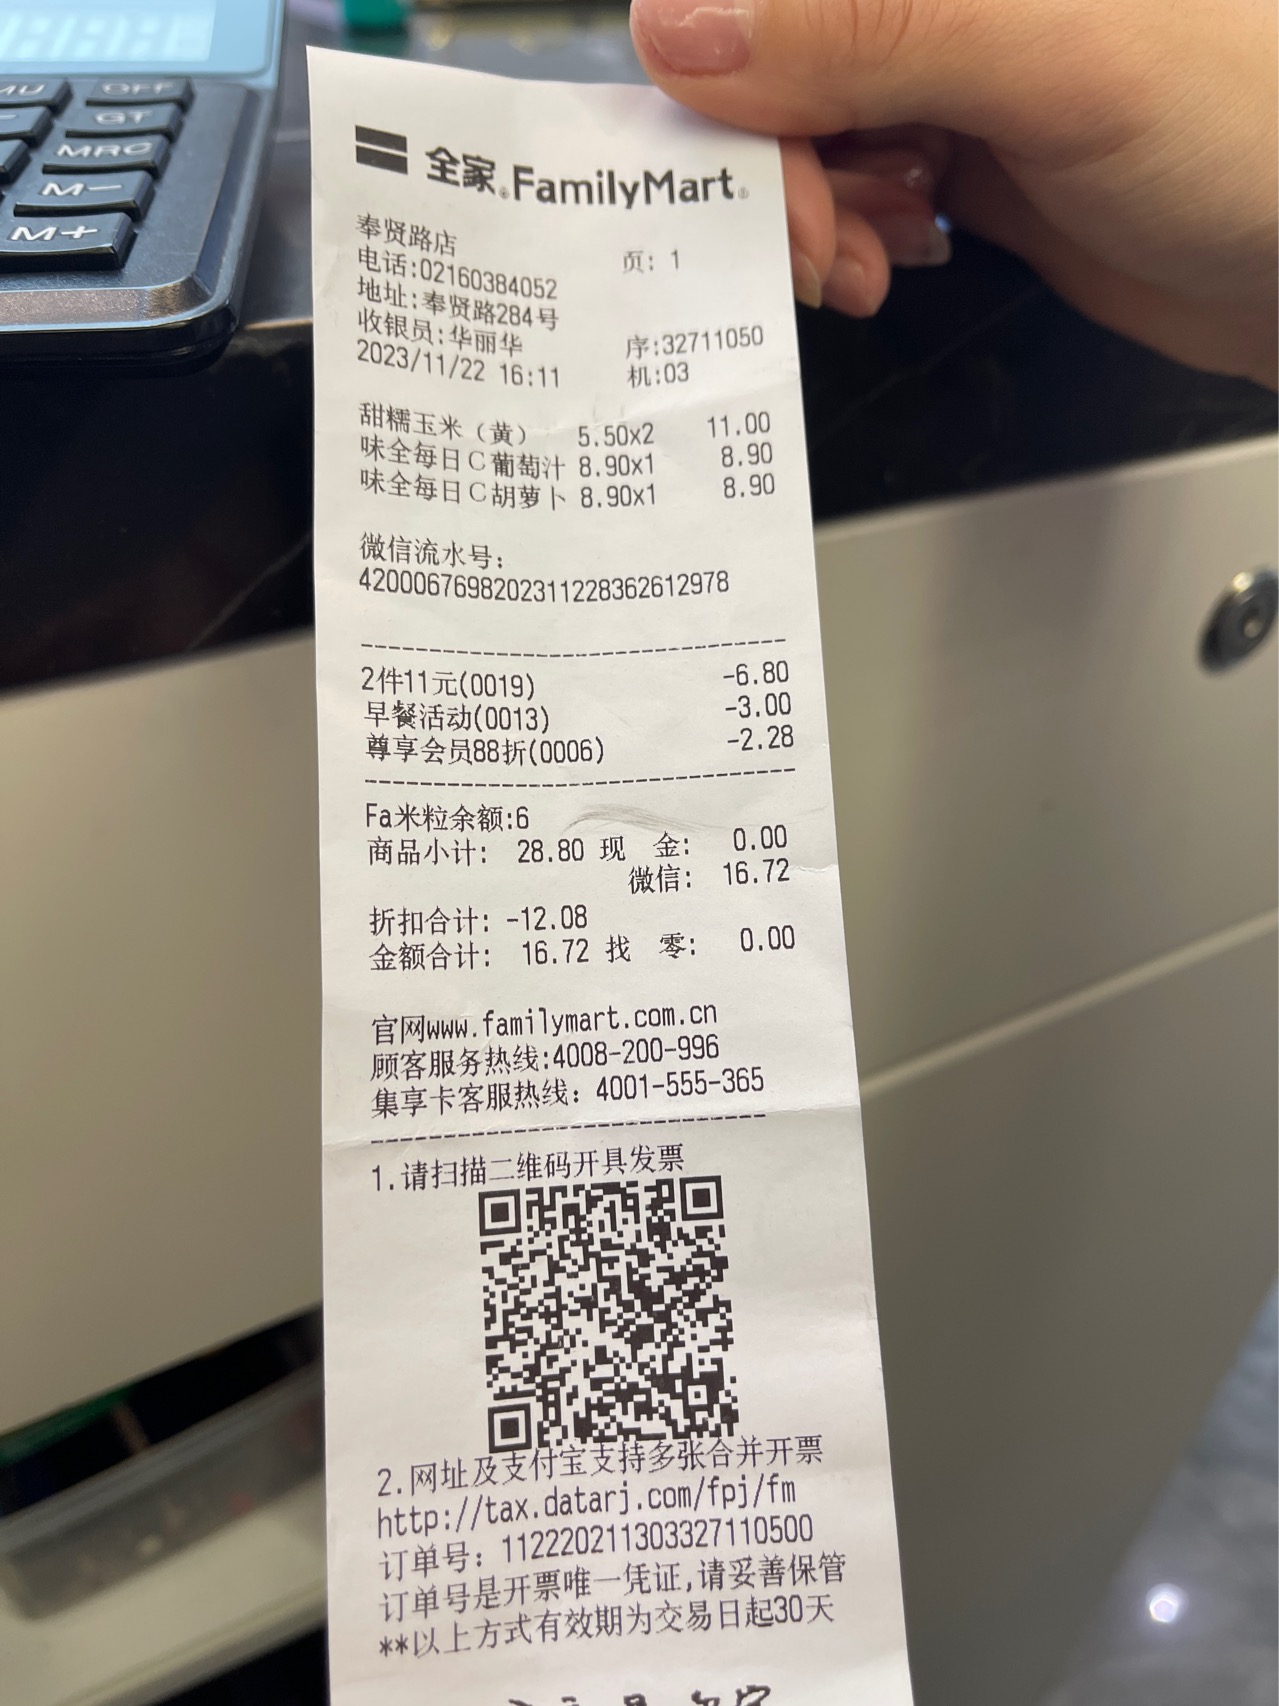 MU OFF
GT
MRC
M−
M+
全家 FamilyMart
奉贤路店
电话:02160384052 页: 1
地址:奉贤路284号
收银员:华丽华 序:32711050
2023/11/22 16:11 机:03
甜糯玉米（黄） 5.50x2 11.00
味全每日C葡萄汁 8.90x1 8.90
味全每日C胡萝卜 8.90x1 8.90
微信流水号:
4200067698202311228362612978
2件11元(0019) -6.80
早餐活动(0013) -3.00
尊享会员88折(0006) -2.28
Fa米粒余额:6
商品小计: 28.80 现 金: 0.00
微信: 16.72
折扣合计: -12.08
金额合计: 16.72 找 零: 0.00
官网www.familymart.com.cn
顾客服务热线:4008-200-996
集享卡客服热线: 4001-555-365
1.请扫描二维码开具发票
2.网址及支付宝支持多张合并开票
http://tax.datarj.com/fpj/fm
订单号: 112220211303327110500
订单号是开票唯一凭证,请妥善保管
**以上方式有效期为交易日起30天